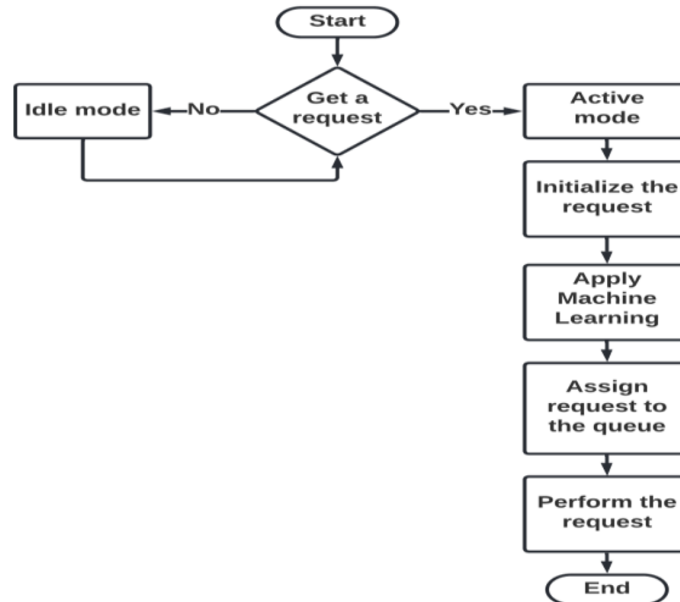 Start
Get a
request
No
Idle mode
Yes
Active
mode
Initialize the
request
Apply
Machine
Learning
Assign
request to
the queue
Perform the
request
End